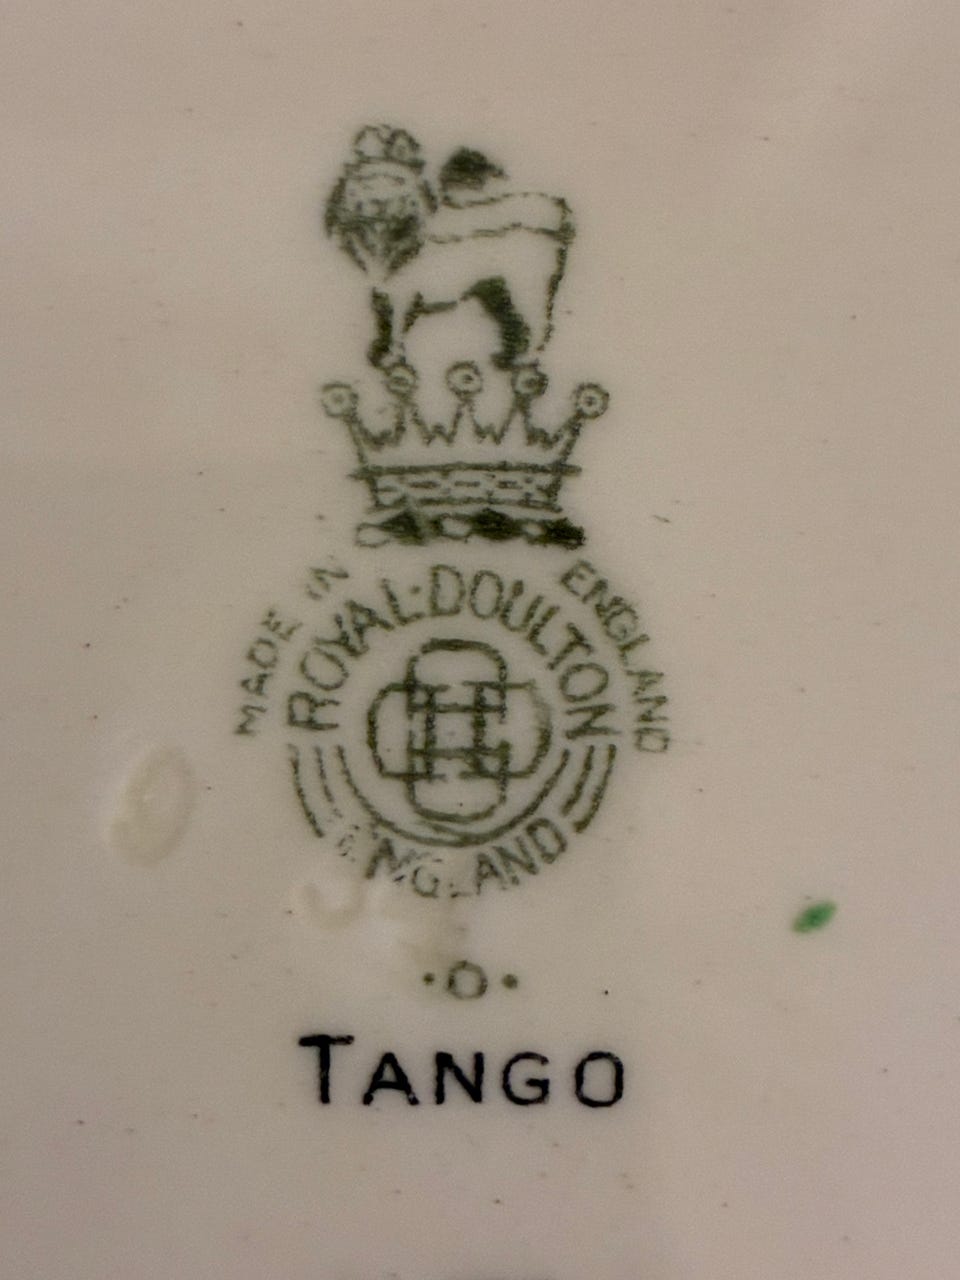 MADE IN ENGLAND
ROYAL·DOULTON
ENGLAND
·O·
TANGO